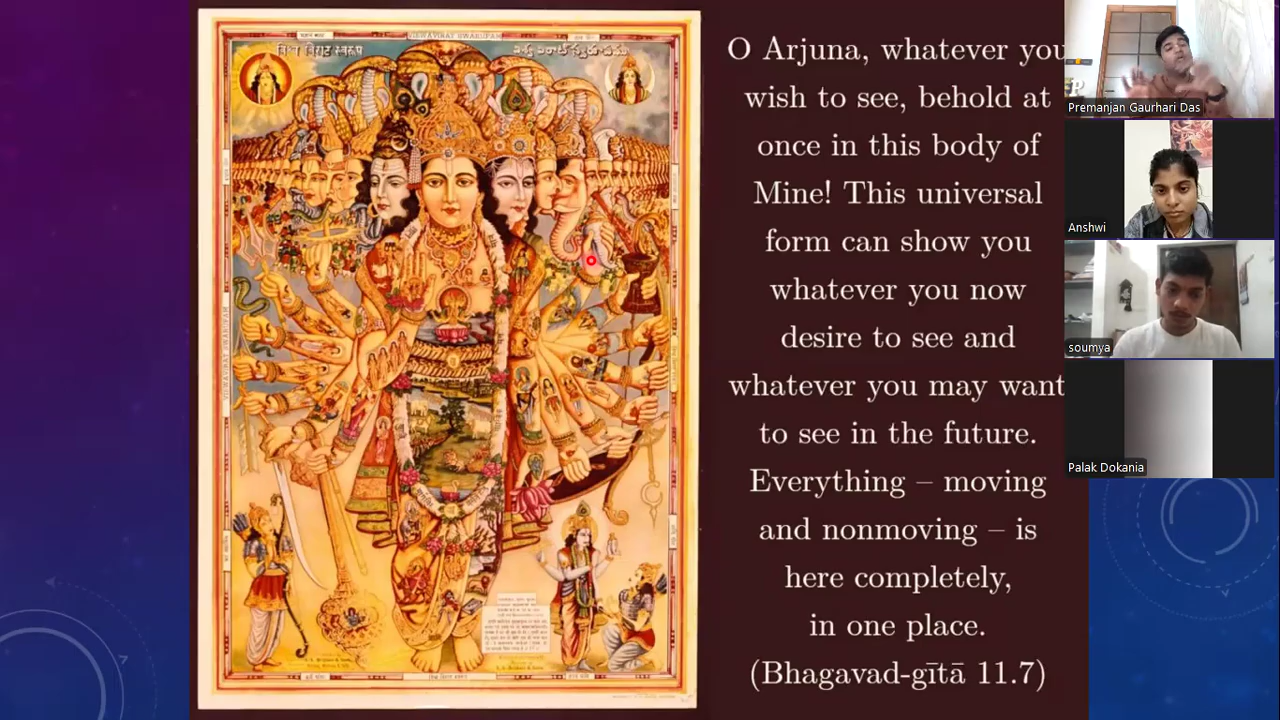 विश्व विराट स्वरूप
VISWAVIRAT SWARUPAM
O Arjuna, whatever you
wish to see, behold at
once in this body of
Mine! This universal
form can show you
whatever you now
desire to see and
whatever you may want
to see in the future.
Everything – moving
and nonmoving – is
here completely,
in one place.
(Bhagavad-gītā 11.7)
Premanjan Gaurhari Das
Anshwi
soumya
Palak Dokania